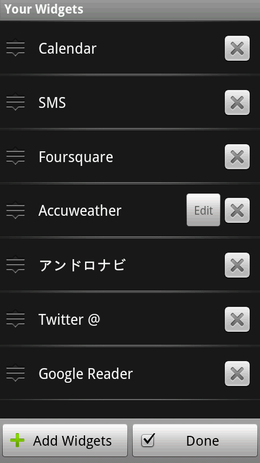 Your Widgets
Calendar
SMS
Foursquare
Accuweather
Edit
アンドロナビ
Twitter @
Google Reader
Add Widgets
Done